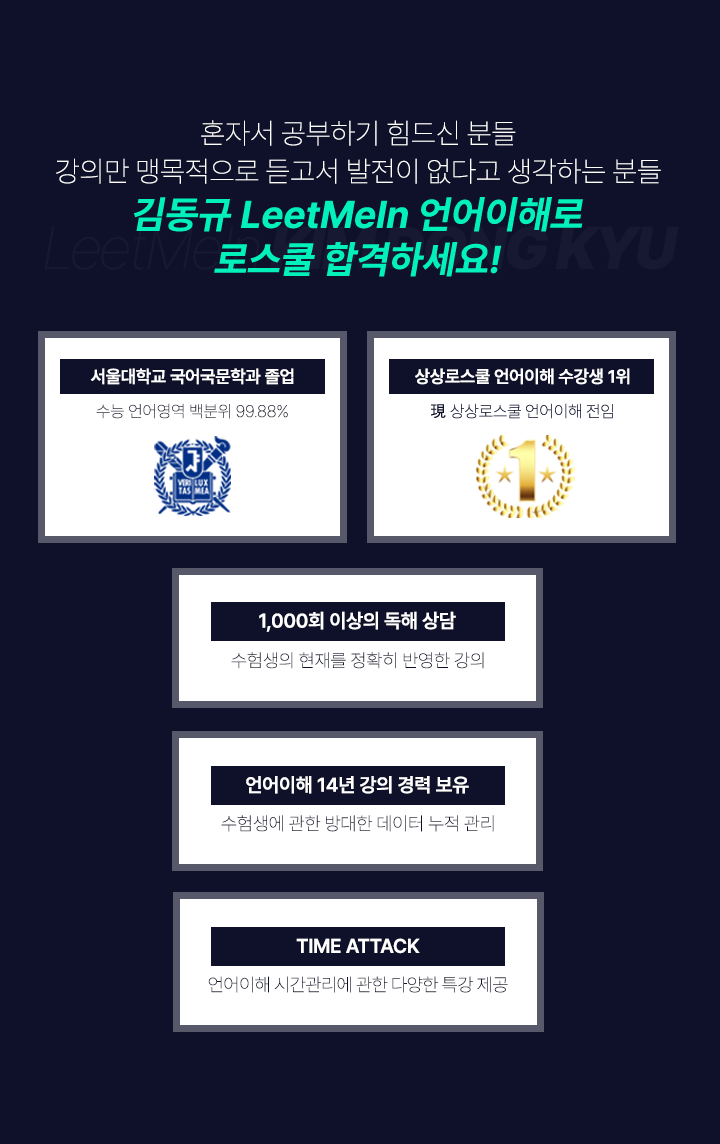 혼자서 공부하기 힘드신 분들
강의만 맹목적으로 듣고서 발전이 없다고 생각하는 분들
김동규 LeetMeIn 언어이해로
로스쿨 합격하세요!
LeetMeIn
NG KYU
서울대학교 국어국문학과 졸업
수능 언어영역 백분위 99.88%
VERI LUX
TAS MEA
상상로스쿨 언어이해 수강생 1위
現 상상로스쿨 언어이해 전임
1
1,000회 이상의 독해 상담
수험생의 현재를 정확히 반영한 강의
언어이해 14년 강의 경력 보유
수험생에 관한 방대한 데이터 누적 관리
TIME ATTACK
언어이해 시간관리에 관한 다양한 특강 제공